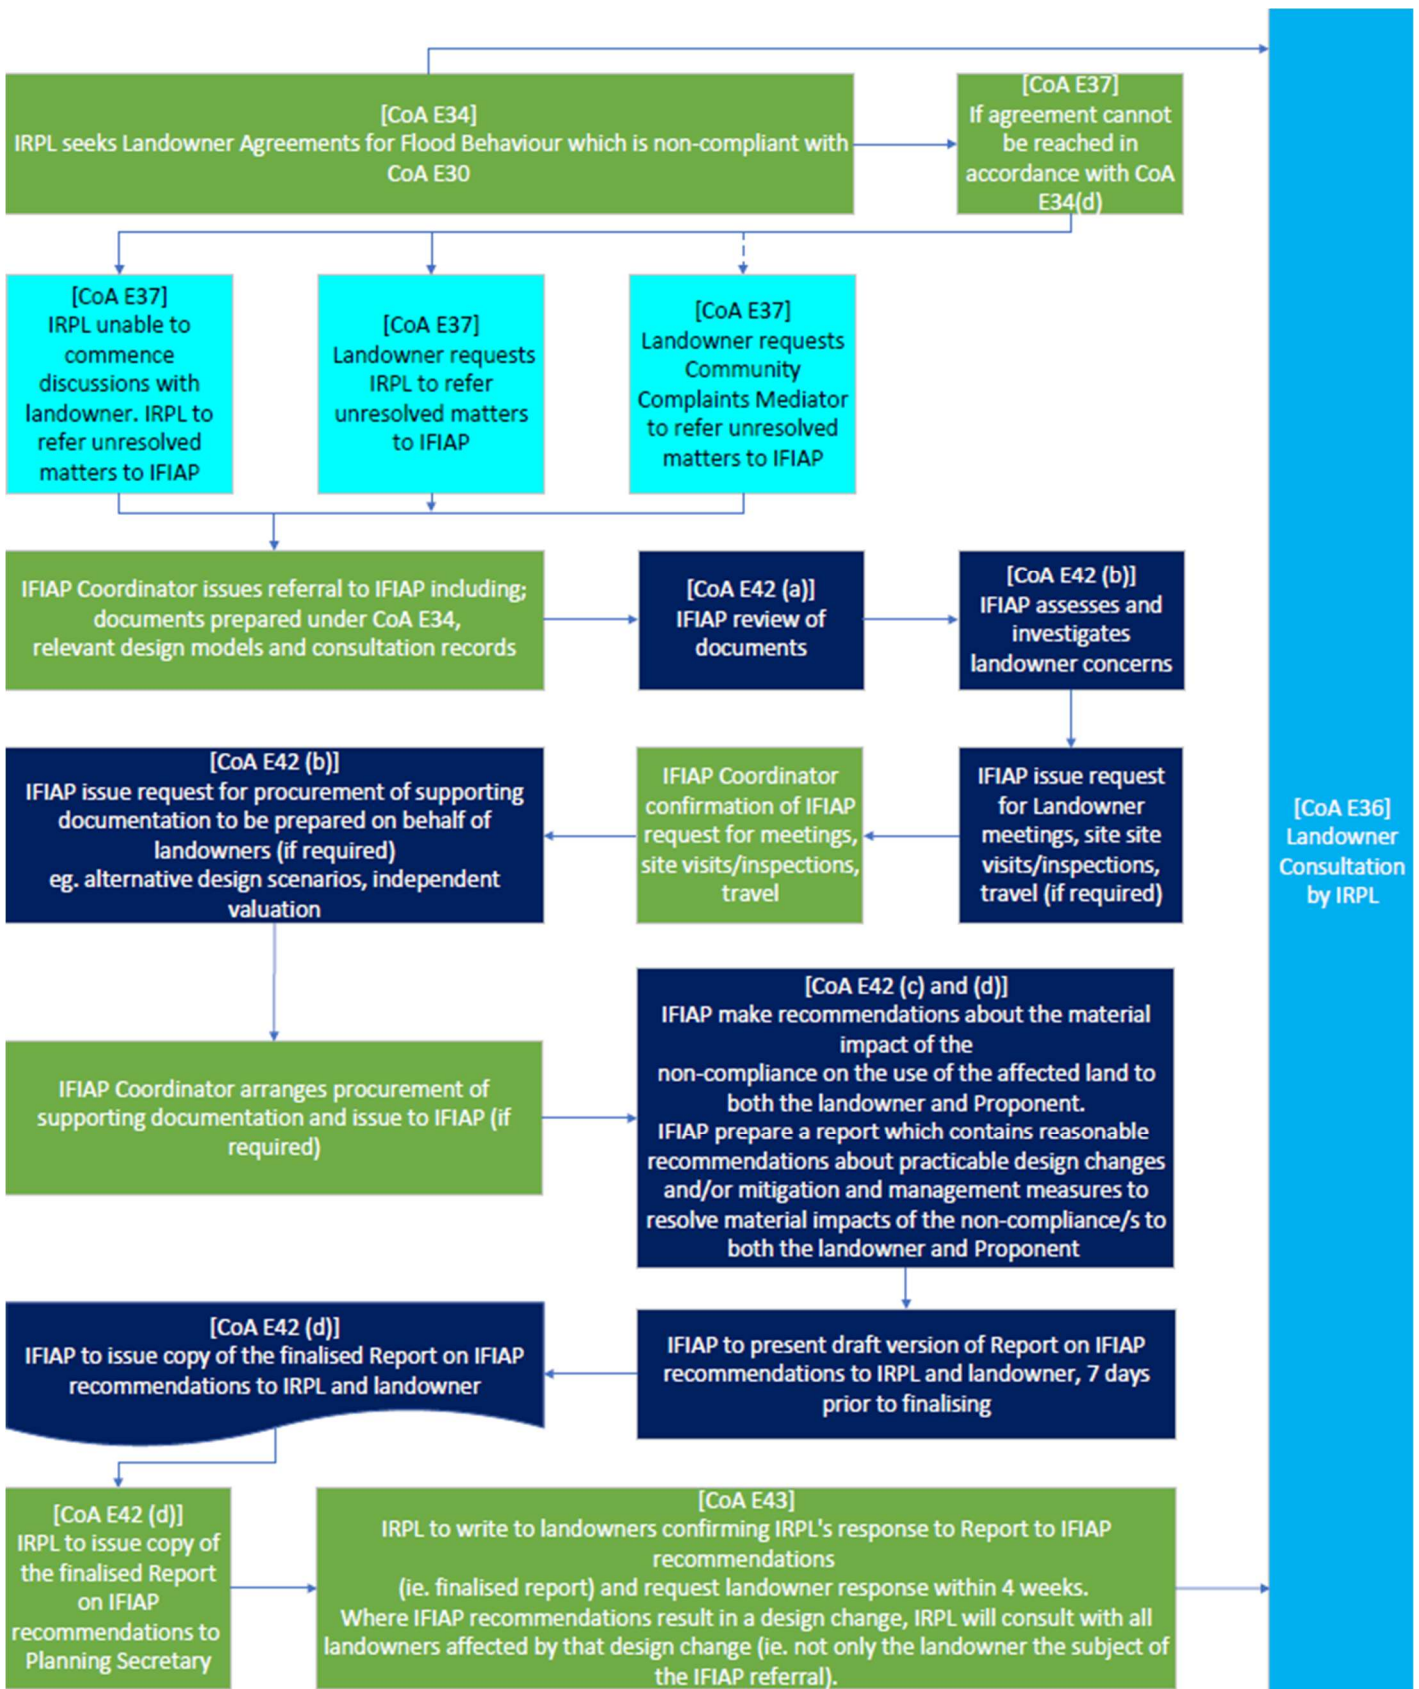 [CoA E34]
IRPL seeks Landowner Agreements for Flood Behaviour which is non-compliant with
CoA E30
[CoA E37]
If agreement cannot
be reached in
accordance with CoA
E34(d)
[CoA E37]
IRPL unable to
commence
discussions with
landowner. IRPL to
refer unresolved
matters to IFIAP
[CoA E37]
Landowner requests
IRPL to refer
unresolved matters
to IFIAP
[CoA E37]
Landowner requests
Community
Complaints Mediator
to refer unresolved
matters to IFIAP
IFIAP Coordinator issues referral to IFIAP including;
documents prepared under CoA E34,
relevant design models and consultation records
[CoA E42 (a)]
IFIAP review of
documents
[CoA E42 (b)]
IFIAP assesses and
investigates
landowner concerns
[CoA E42 (b)]
IFIAP issue request for procurement of supporting
documentation to be prepared on behalf of
landowners (if required)
eg. alternative design scenarios, independent
valuation
IFIAP Coordinator
confirmation of IFIAP
request for meetings,
site visits/inspections,
travel
IFIAP issue request
for Landowner
meetings, site site
visits/inspections,
travel (if required)
[CoA E36]
Landowner
Consultation
by IRPL
IFIAP Coordinator arranges procurement of
supporting documentation and issue to IFIAP (if
required)
[CoA E42 (c) and (d)]
IFIAP make recommendations about the material
impact of the
non-compliance on the use of the affected land to
both the landowner and Proponent.
IFIAP prepare a report which contains reasonable
recommendations about practicable design changes
and/or mitigation and management measures to
resolve material impacts of the non-compliance/s to
both the landowner and Proponent
[CoA E42 (d)]
IFIAP to issue copy of the finalised Report on IFIAP
recommendations to IRPL and landowner
IFIAP to present draft version of Report on IFIAP
recommendations to IRPL and landowner, 7 days
prior to finalising
[CoA E42 (d)]
IRPL to issue copy of
the finalised Report
on IFIAP
recommendations to
Planning Secretary
[CoA E43]
IRPL to write to landowners confirming IRPL's response to Report to IFIAP
recommendations
(ie. finalised report) and request landowner response within 4 weeks.
Where IFIAP recommendations result in a design change, IRPL will consult with all
landowners affected by that design change (ie. not only the landowner the subject of
the IFIAP referral).